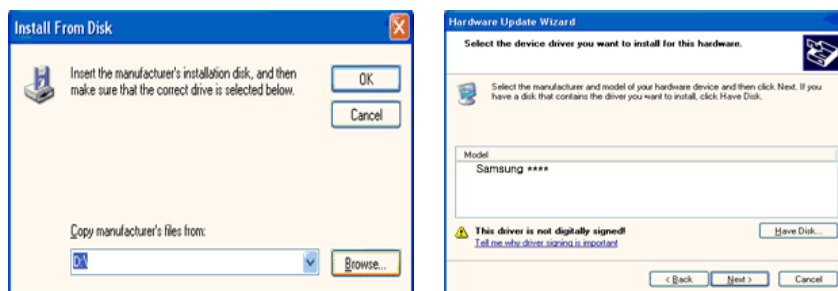 Install From Disk
Insert the manufacturer's installation disk, and then
make sure that the correct drive is selected below.
OK
Cancel
Copy manufacturer's files from:
D:\
Browse...
Hardware Update Wizard
Select the device driver you want to install for this hardware.
Select the manufacturer and model of your hardware device and then click Next. If you
have a disk that contains the driver you want to install, click Have Disk.
Model
Samsung ****
This driver is not digitally signed!
Tell me why driver signing is important
Have Disk...
< Back
Next >
Cancel